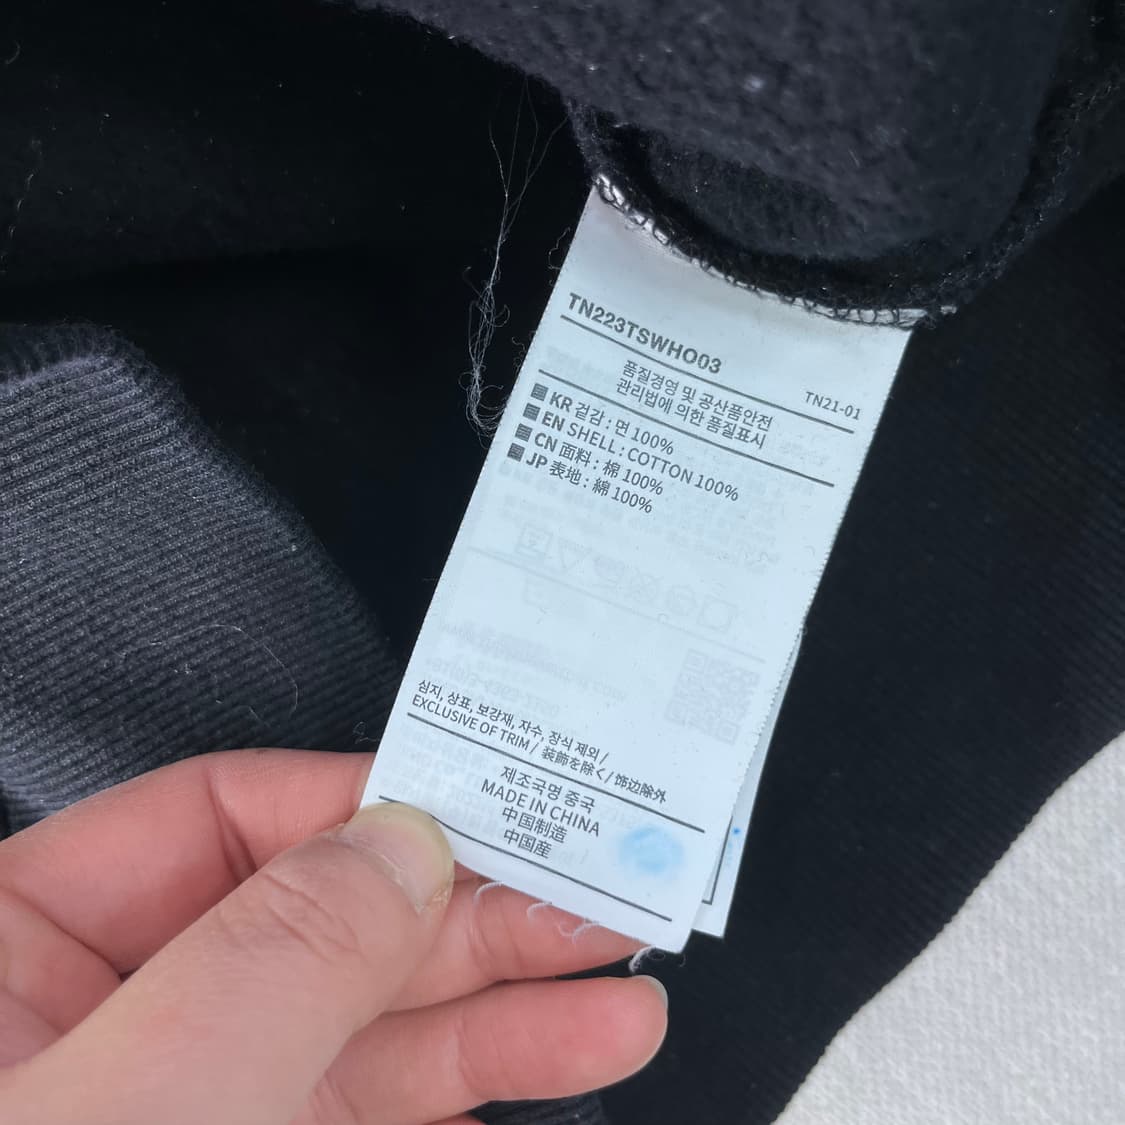 TN223TSWHO03
TN21-01
품질경영 및 공산품안전
관리법에 의한 품질표시
KR 겉감 : 면 100%
EN SHELL : COTTON 100%
CN 面料 : 棉 100%
JP 表地 : 綿 100%
심지, 상표, 보강재, 자수, 장식 제외 /
EXCLUSIVE OF TRIM / 装飾を除く / 饰边除外
제조국명 중국
MADE IN CHINA
中国制造
中国産